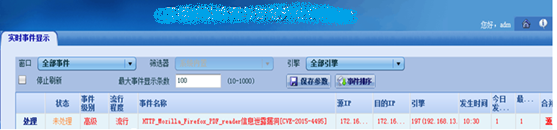 您好，adm
实时事件显示
窗口 全部事件 筛选器 引擎 全部引擎
停止刷新 最大事件显示条数 100 (10-1000) 保存参数 事件排序
状态 事件级别 流行程度 事件名称 源IP 目的IP 引擎 发生时间 今日发... 最... 合并
处理 未处理 高级 流行 HTTP_Mozilla_Firefox_PDF_reader信息泄露漏洞[CVE-2015-4495] 172.16... 172.16... 197(192.168.13. 10:30 1 1